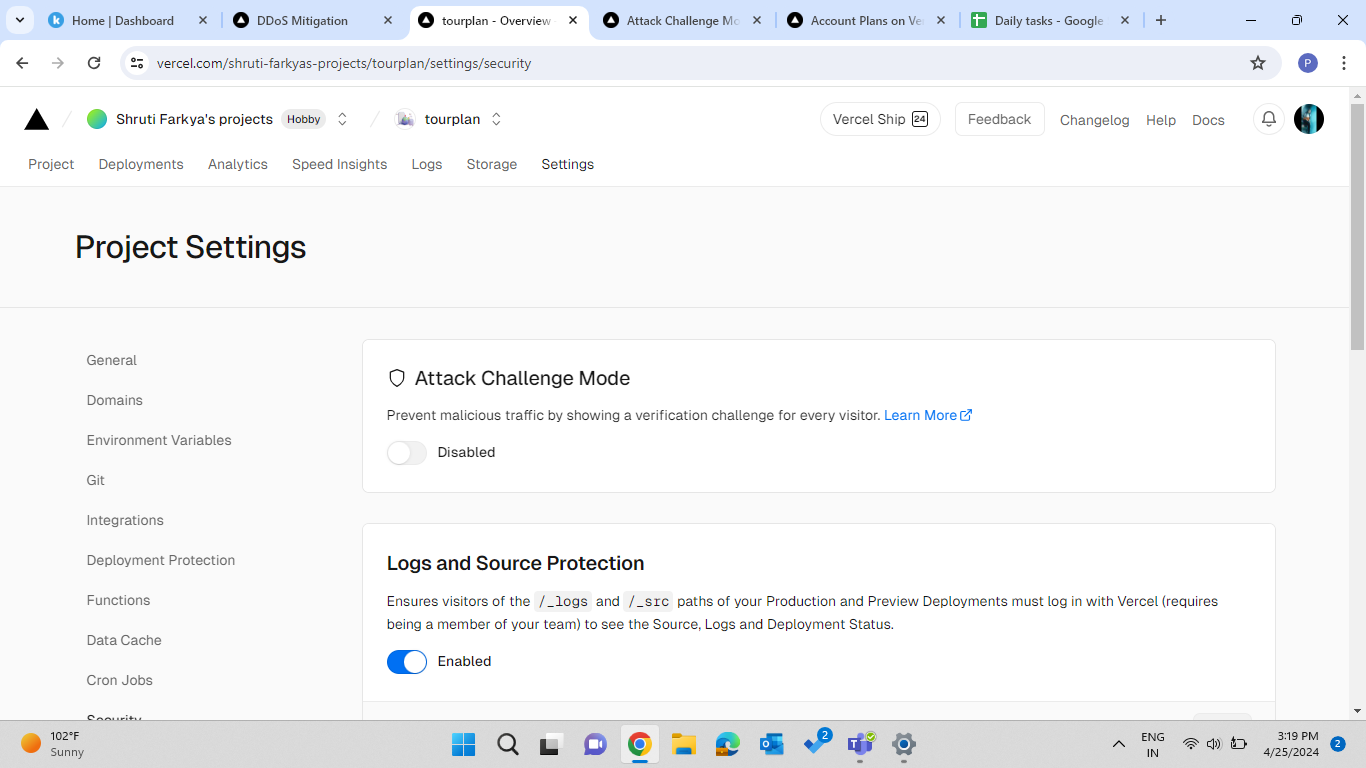 Home | Dashboard
DDoS Mitigation
tourplan - Overview
Attack Challenge Mo
Account Plans on Ve
Daily tasks - Google
vercel.com/shruti-farkyas-projects/tourplan/settings/security
P
Shruti Farkya's projects Hobby
tourplan
Vercel Ship 24
Feedback
Changelog
Help
Docs
Project
Deployments
Analytics
Speed Insights
Logs
Storage
Settings
Project Settings
General
Domains
Environment Variables
Git
Integrations
Deployment Protection
Functions
Data Cache
Cron Jobs
Security
Attack Challenge Mode
Prevent malicious traffic by showing a verification challenge for every visitor. Learn More
Disabled
Logs and Source Protection
Ensures visitors of the /_logs and /_src paths of your Production and Preview Deployments must log in with Vercel (requires
being a member of your team) to see the Source, Logs and Deployment Status.
Enabled
102°F
Sunny
2
ENG
IN
3:19 PM
4/25/2024
2